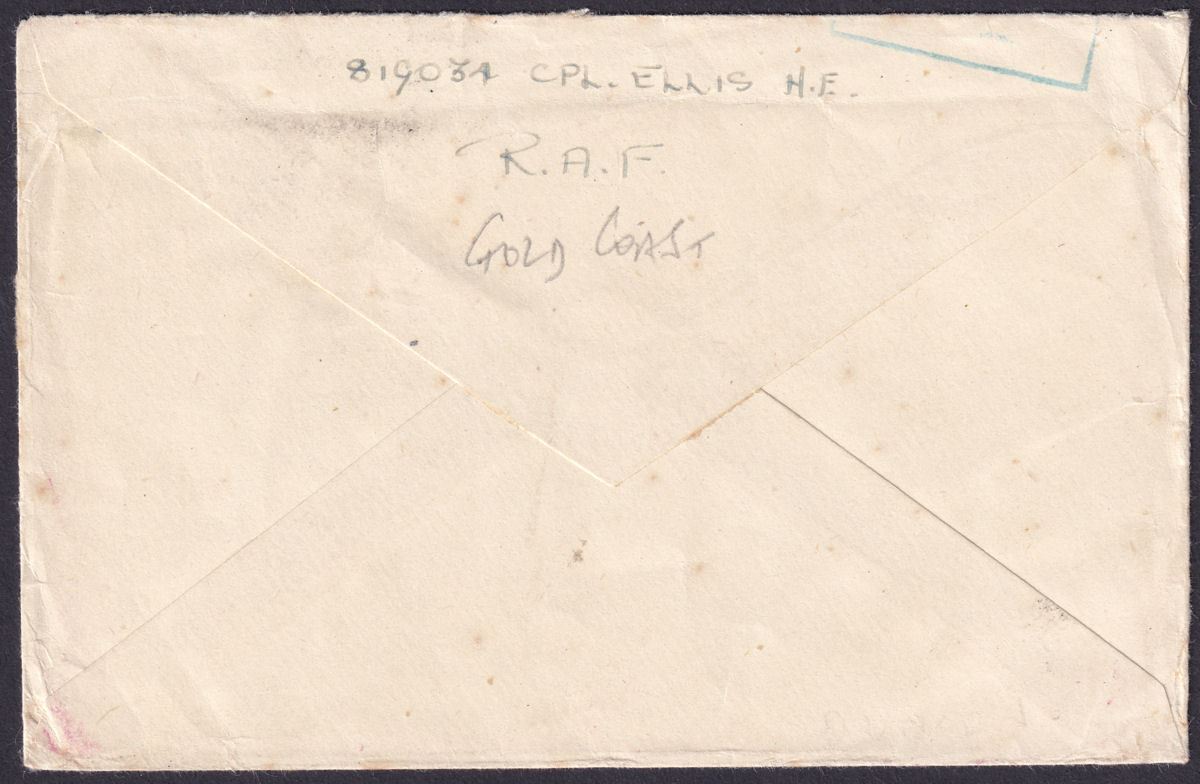 819034 CPL. ELLIS H.E.
R.A.F.
GOLD COAST